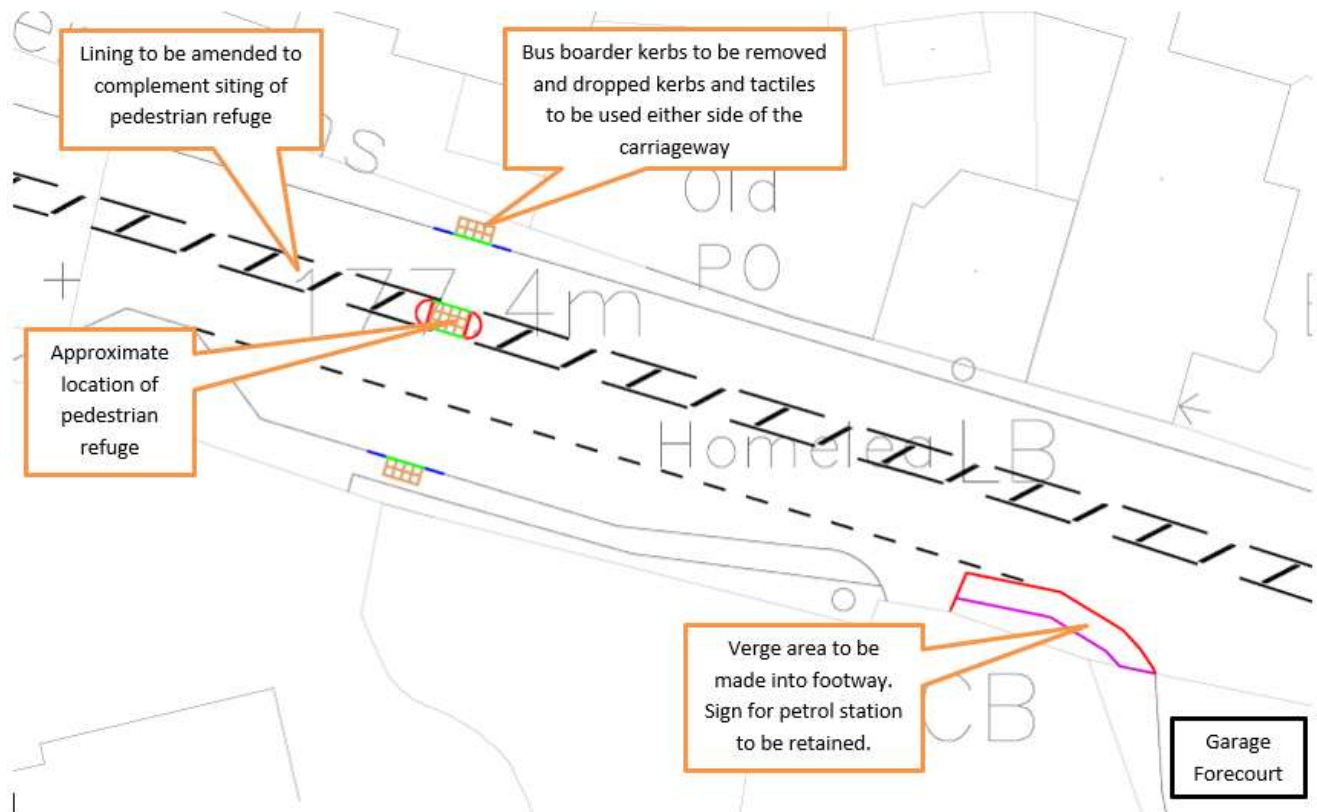 Lining to be amended to
complement siting of
pedestrian refuge
Bus boarder kerbs to be removed
and dropped kerbs and tactiles
to be used either side of the
carriageway
Old
PO
177.4m
Approximate
location of
pedestrian
refuge
Homelea
LB
Verge area to be
made into footway.
Sign for petrol station
to be retained.
CB
Garage
Forecourt